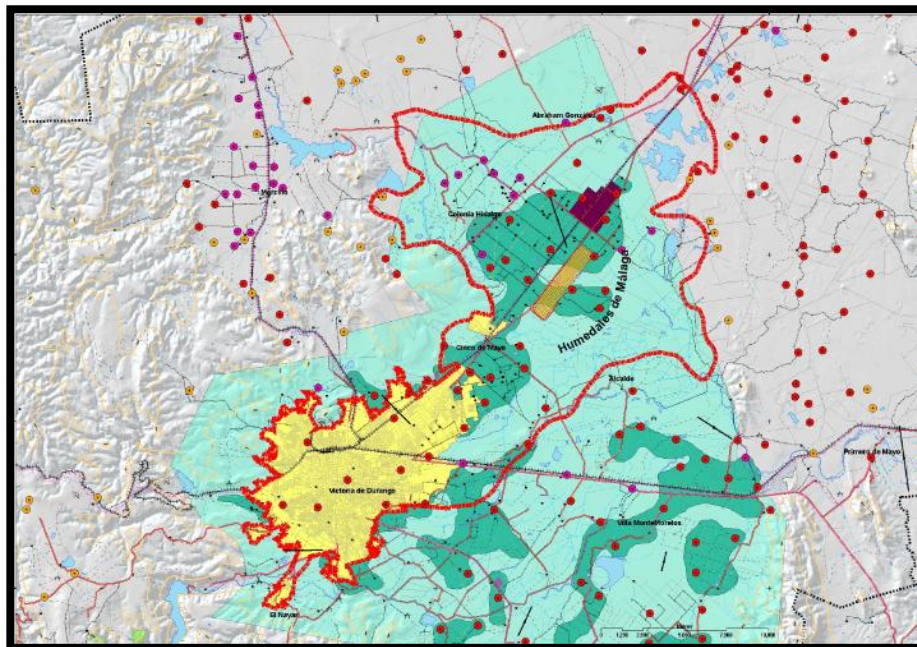 Abraham González
Morcillo
Colonia Hidalgo
Humedales de Málaga
Cinco de Mayo
Alcalde
Primero de Mayo
Victoria de Durango
Villa Montemorelos
El Nayar